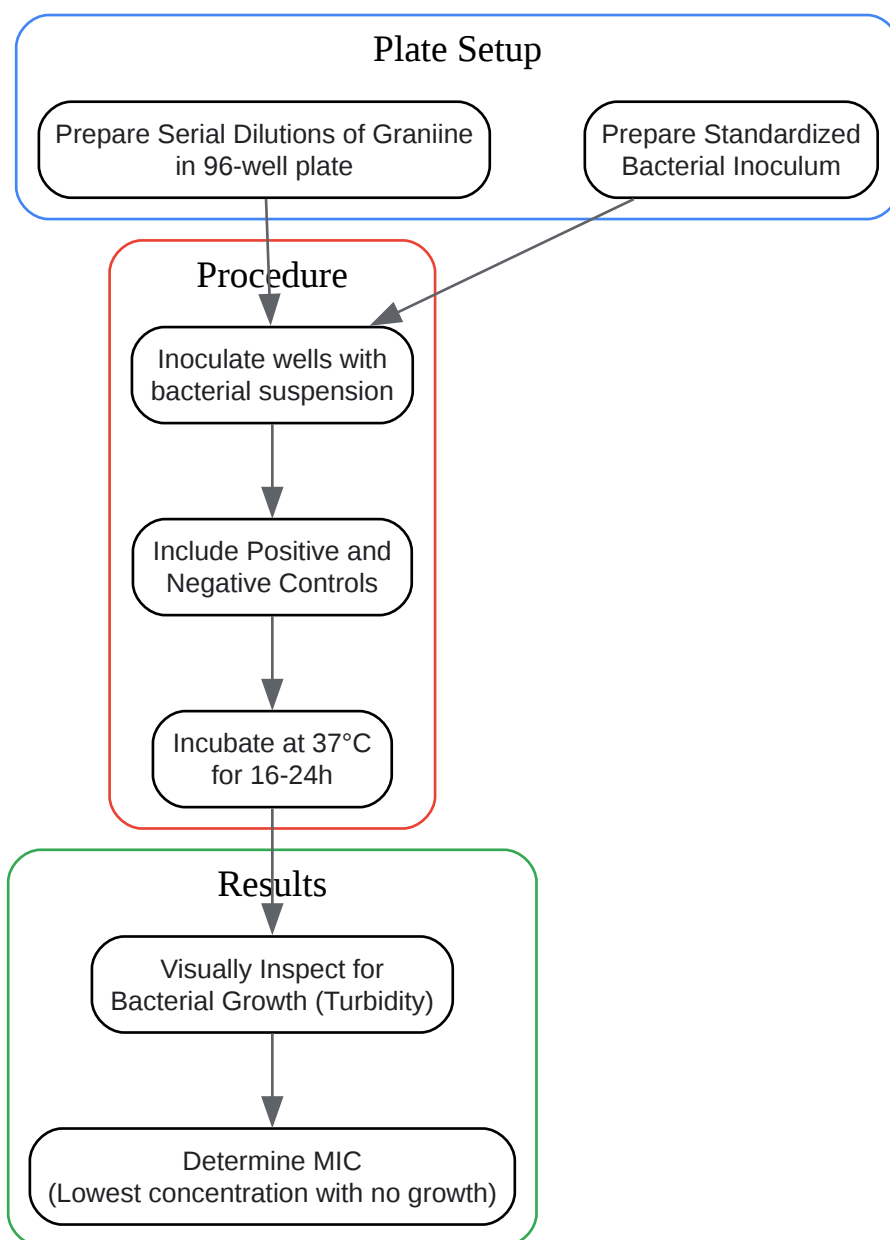 Plate Setup
Prepare Serial Dilutions of Graniine
in 96-well plate
Prepare Standardized
Bacterial Inoculum
Procedure
Inoculate wells with
bacterial suspension
Include Positive and
Negative Controls
Incubate at 37°C
for 16-24h
Results
Visually Inspect for
Bacterial Growth (Turbidity)
Determine MIC
(Lowest concentration with no growth)